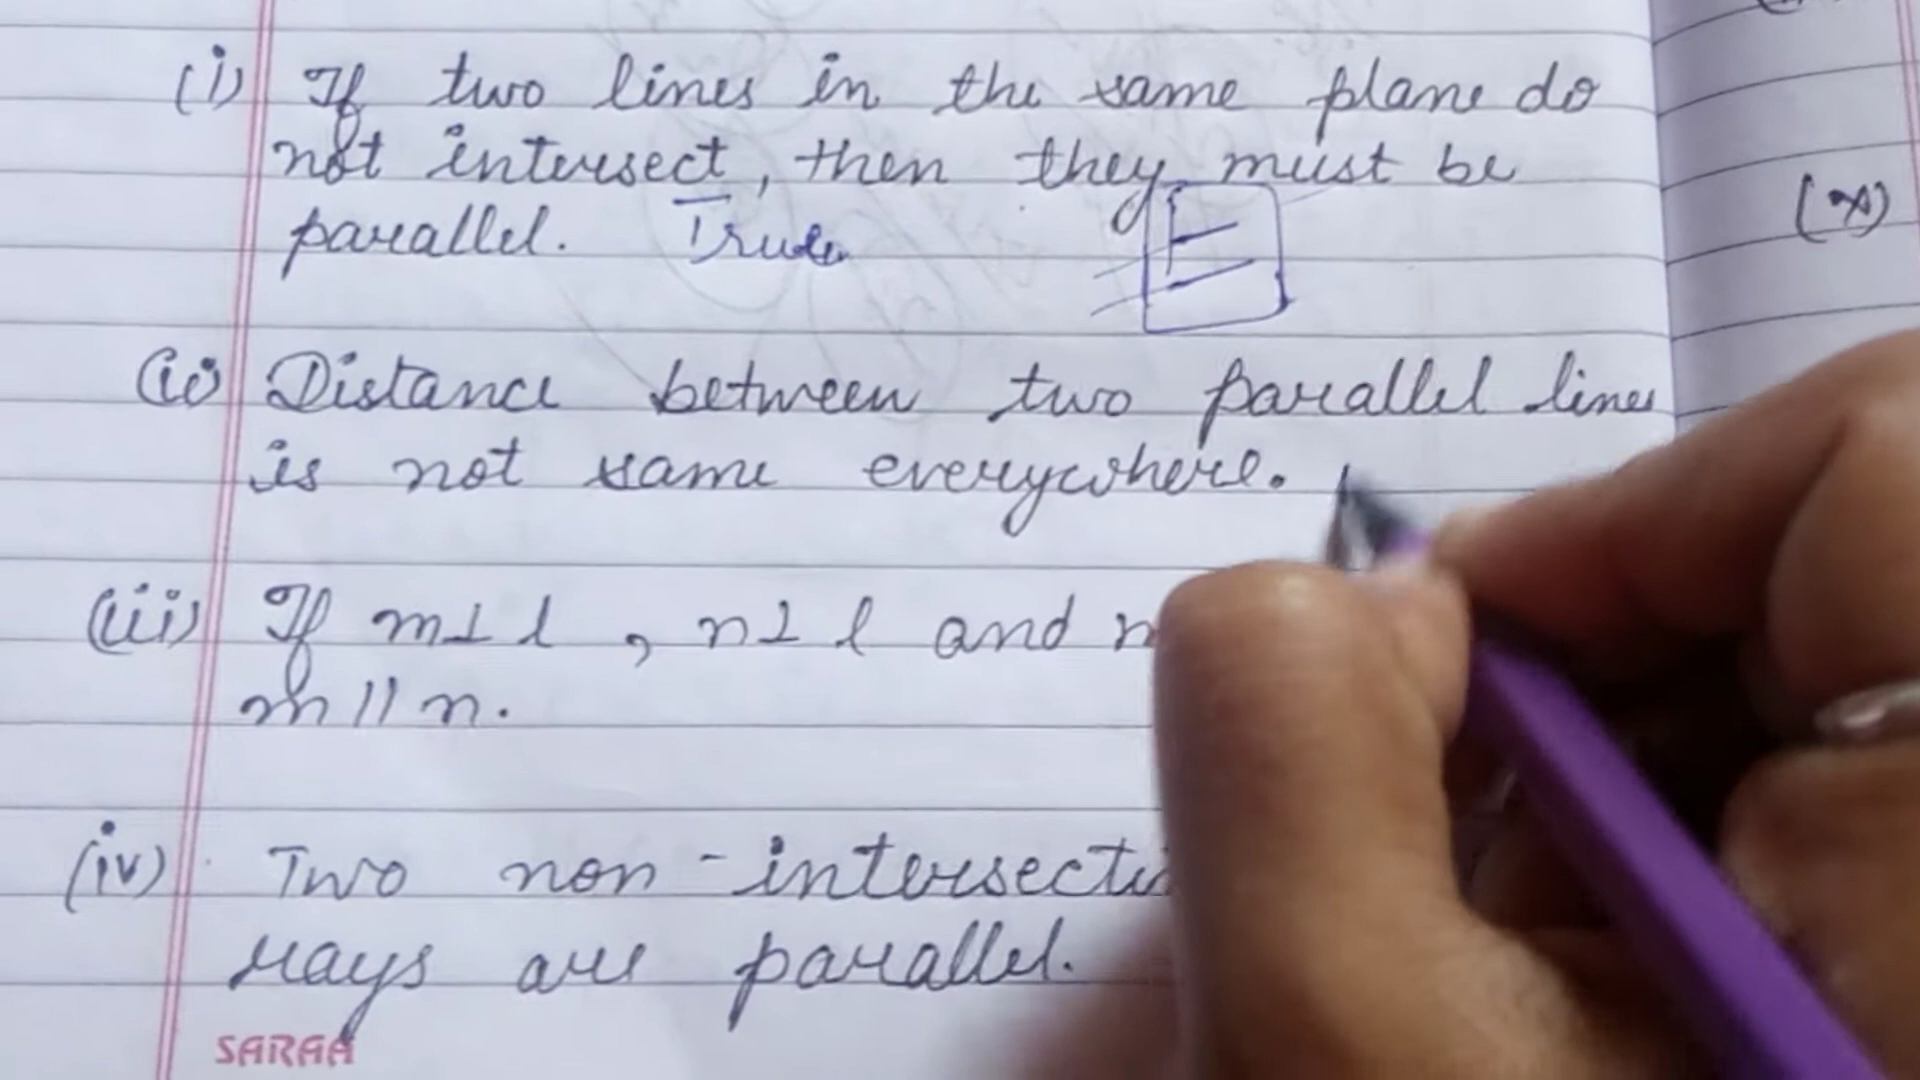 (i) If two lines in the same plane do
not intersect, then they must be
parallel. True
(x)
(ii) Distance between two parallel lines
is not same everywhere.
(iii) If m⊥l, n⊥l and
m || n.
(iv) Two non-intersecti
rays are parallel.
SARAA